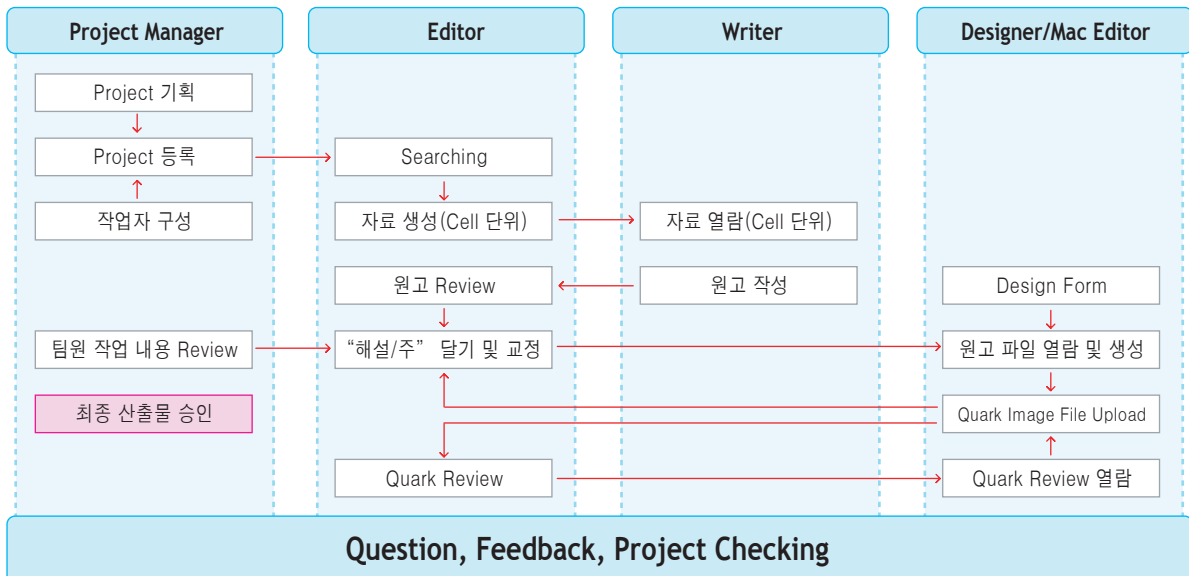 Project Manager
Editor
Writer
Designer/Mac Editor
Project 기획
Project 등록
Searching
작업자 구성
자료 생성(Cell 단위)
자료 열람(Cell 단위)
원고 Review
원고 작성
Design Form
팀원 작업 내용 Review
“해설/주” 달기 및 교정
원고 파일 열람 및 생성
최종 산출물 승인
Quark Image File Upload
Quark Review
Quark Review 열람
Question, Feedback, Project Checking